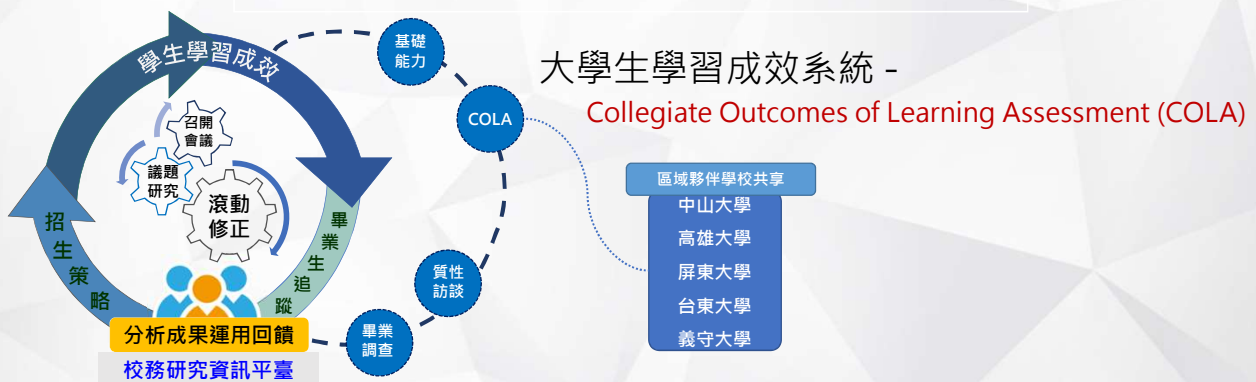 大學生學習成效系統 -
Collegiate Outcomes of Learning Assessment (COLA)
學生學習成效
召開
會議
議題
研究
滾動
修正
招生策略
畢業生追蹤
分析成果運用回饋
校務研究資訊平臺
基礎
能力
COLA
質性
訪談
畢業
調查
區域夥伴學校共享
中山大學
高雄大學
屏東大學
台東大學
義守大學